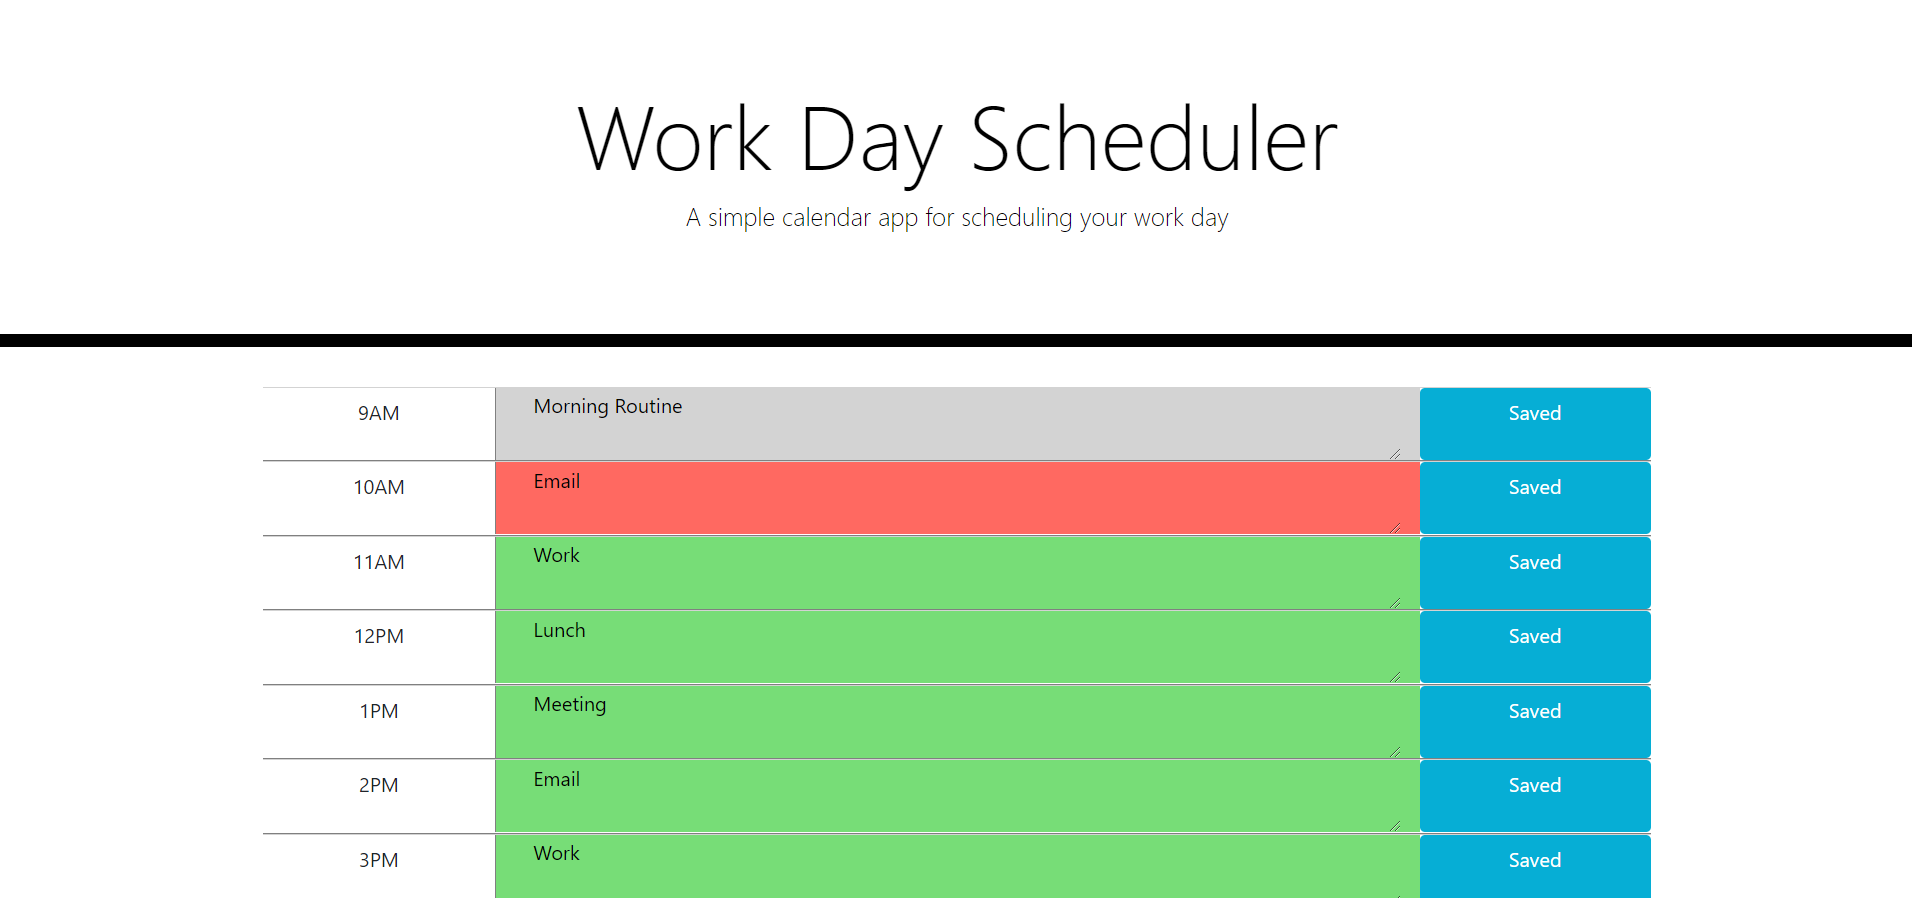 Work Day Scheduler
A simple calendar app for scheduling your work day
9AM Morning Routine Saved
10AM Email Saved
11AM Work Saved
12PM Lunch Saved
1PM Meeting Saved
2PM Email Saved
3PM Work Saved